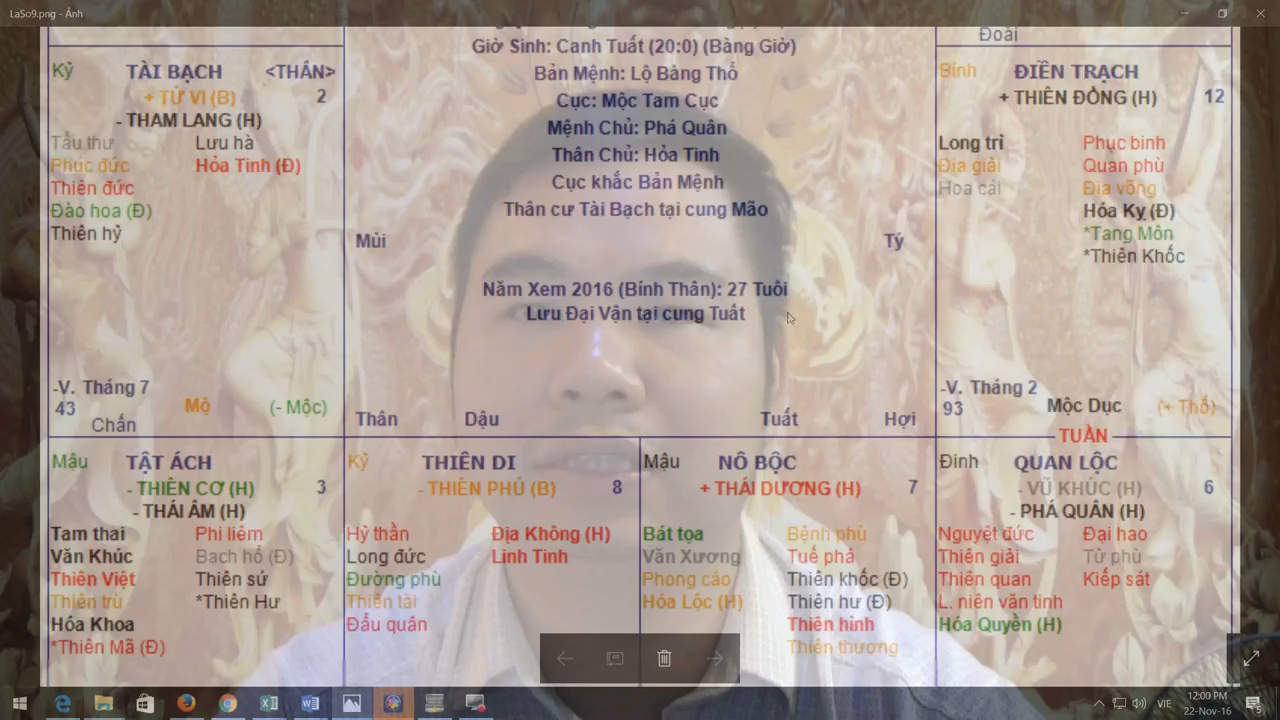 LaSo9.png - Ảnh
Giờ Sinh: Canh Tuất (20:0) (Bàng Giờ)
Bản Mệnh: Lộ Bàng Thổ
Cục: Mộc Tam Cục
Mệnh Chủ: Phá Quân
Thân Chủ: Hỏa Tinh
Cục khắc Bản Mệnh
Thân cư Tài Bạch tại cung Mão
Mùi
Tý
Năm Xem 2016 (Bính Thân): 27 Tuổi
Lưu Đại Vận tại cung Tuất
Thân
Dậu
Tuất
Hợi
Kỷ
TÀI BẠCH
<THÂN>
+ TỬ VI (B)
2
- THAM LANG (H)
Tấu thư
Lưu hà
Phúc đức
Hỏa Tinh (Đ)
Thiên đức
Đào hoa (Đ)
Thiên hỷ
-V. Tháng 7
43
Mộ
(- Mộc)
Chấn
Đoài
Bính
ĐIỀN TRẠCH
+ THIÊN ĐỒNG (H)
12
Long trì
Phục binh
Địa giải
Quan phù
Hoa cái
Địa võng
Hóa Kỵ (Đ)
*Tang Môn
*Thiên Khốc
-V. Tháng 2
93
Mộc Dục
(+ Thổ)
TUẦN
Mậu
TẬT ÁCH
- THIÊN CƠ (H)
3
- THÁI ÂM (H)
Tam thai
Phi liêm
Văn Khúc
Bạch hổ (Đ)
Thiên Việt
Thiên sứ
Thiên trù
*Thiên Hư
Hóa Khoa
*Thiên Mã (Đ)
Kỷ
THIÊN DI
- THIÊN PHỦ (B)
8
Hỷ thần
Địa Không (H)
Long đức
Linh Tinh
Đường phù
Thiên tài
Đẩu quân
Mậu
NÔ BỘC
+ THÁI DƯƠNG (H)
7
Bát tọa
Bệnh phù
Văn Xương
Tuế phá
Phong cáo
Thiên khốc (Đ)
Hóa Lộc (H)
Thiên hư (Đ)
Thiên hình
Thiên thương
Đinh
QUAN LỘC
- VŨ KHÚC (H)
6
- PHÁ QUÂN (H)
Nguyệt đức
Đại hao
Thiên giải
Tử phù
Thiên quan
Kiếp sát
L. niên văn tinh
Hóa Quyền (H)
VIE
12:00 PM
22-Nov-16
5